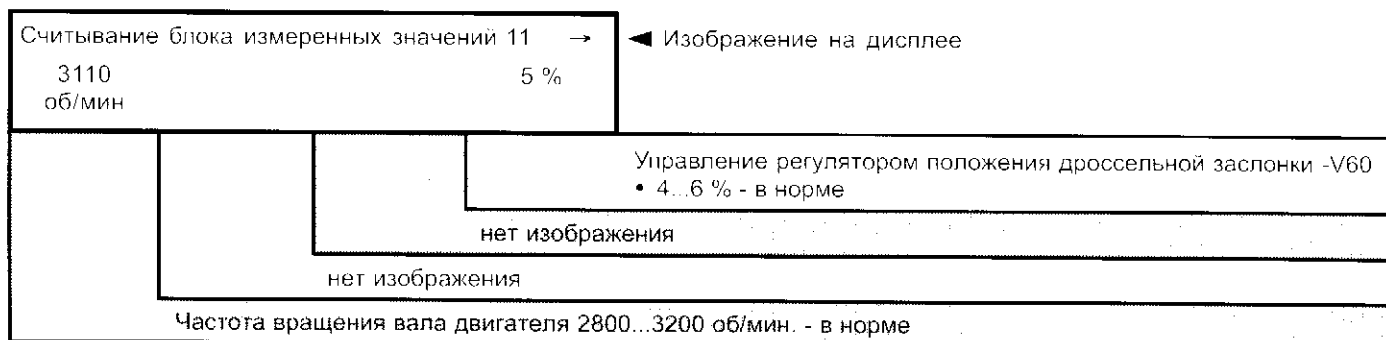 Считывание блока измеренных значений 11 → ◄ Изображение на дисплее
3110 5 %
об/мин
Управление регулятором положения дроссельной заслонки -V60
• 4...6 % - в норме
нет изображения
нет изображения
Частота вращения вала двигателя 2800...3200 об/мин. - в норме